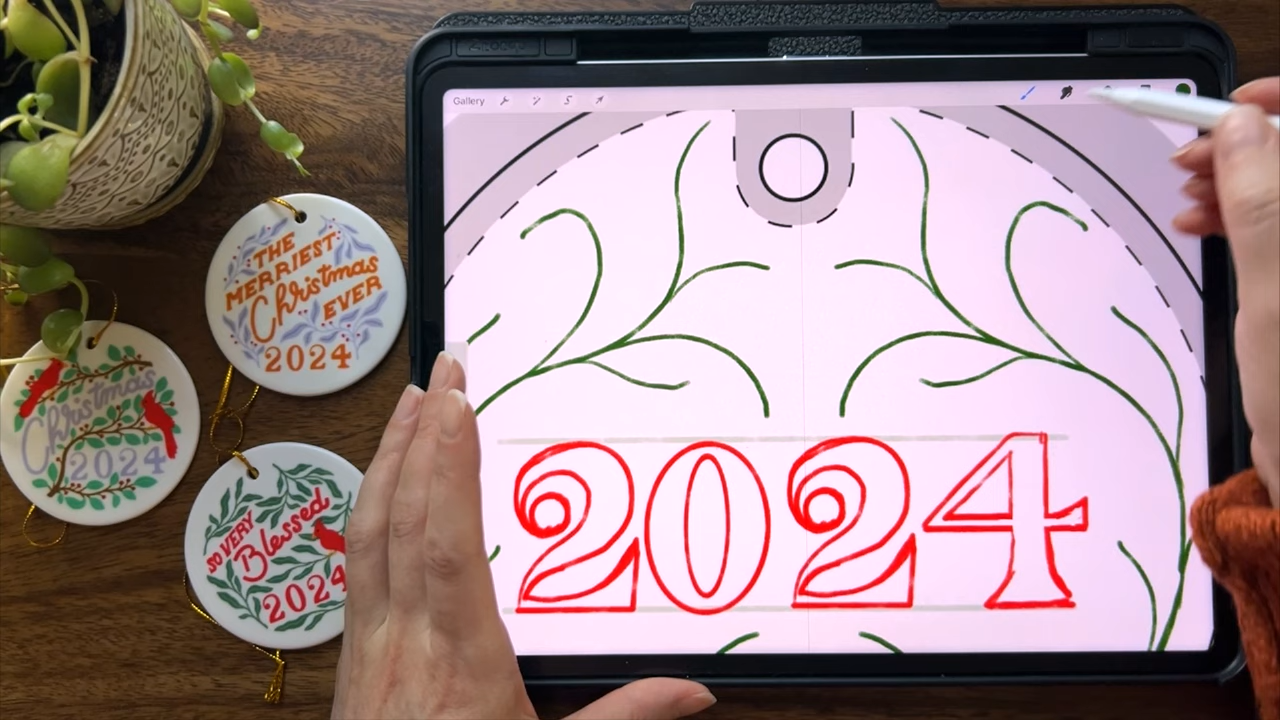 Gallery
THE
MERRIEST
Christmas
EVER
2024
Christmas
2024
SO VERY
Blessed
2024
2024